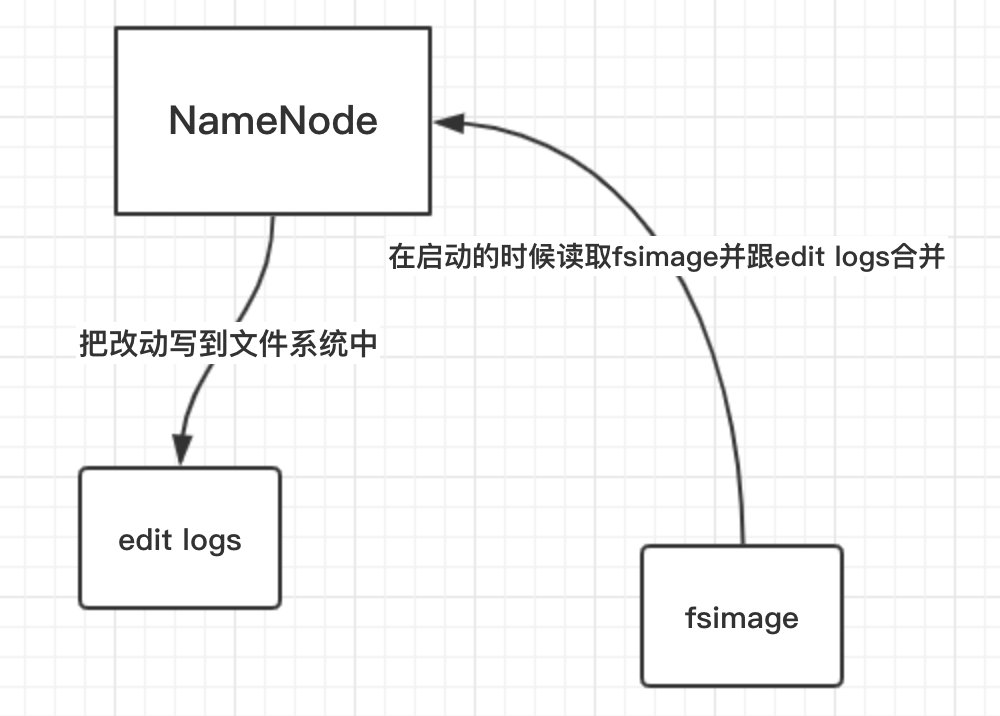 NameNode
在启动的时候读取fsimage并跟edit logs合并
把改动写到文件系统中
edit logs
fsimage